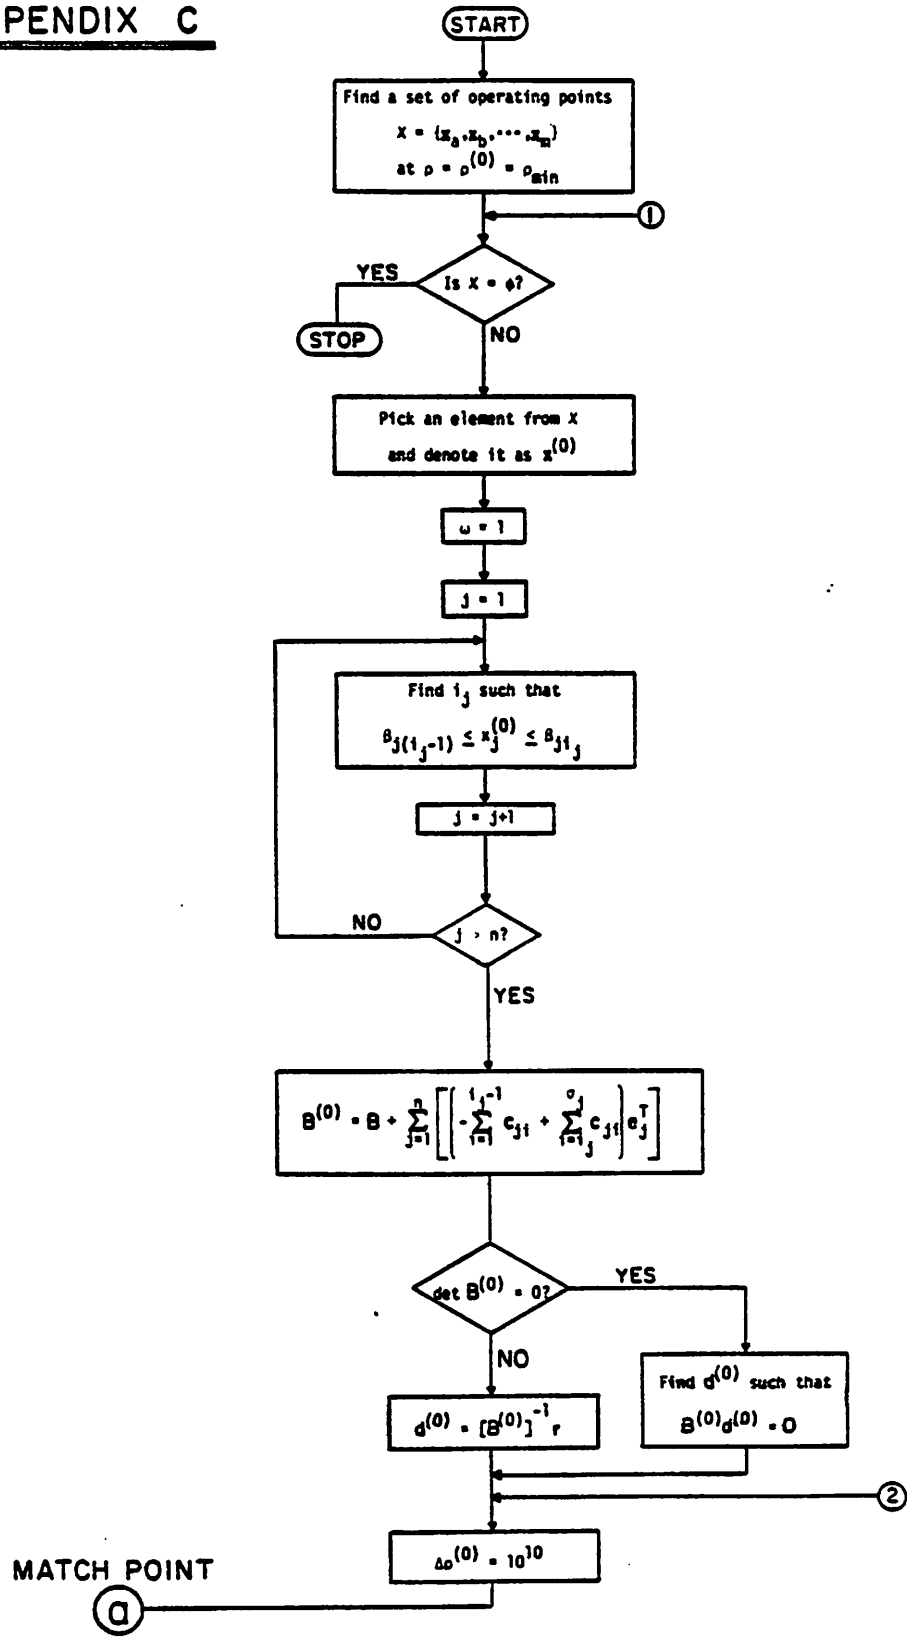 PENDIX C
START
Find a set of operating points
X = {x_a, x_b, ..., x_m}
at ρ = ρ^(0) = ρ_min
1
Is X = φ?
YES
STOP
NO
Pick an element from X
and denote it as x^(0)
ω = 1
j = 1
Find i_j such that
β_j(i_j-1) ≤ x_j^(0) ≤ β_ji_j
j = j+1
j > n?
NO
YES
B^(0) = B + ∑_{j=1}^{n} [ ( -∑_{i=1}^{i_j-1} c_ji + ∑_{i=i_j}^{σ_j} c_ji ) e_j^T ]
det B^(0) = 0?
YES
NO
Find d^(0) such that
B^(0)d^(0) = 0
d^(0) = [B^(0)]^-1 r
2
Δρ^(0) = 10^10
MATCH POINT
a